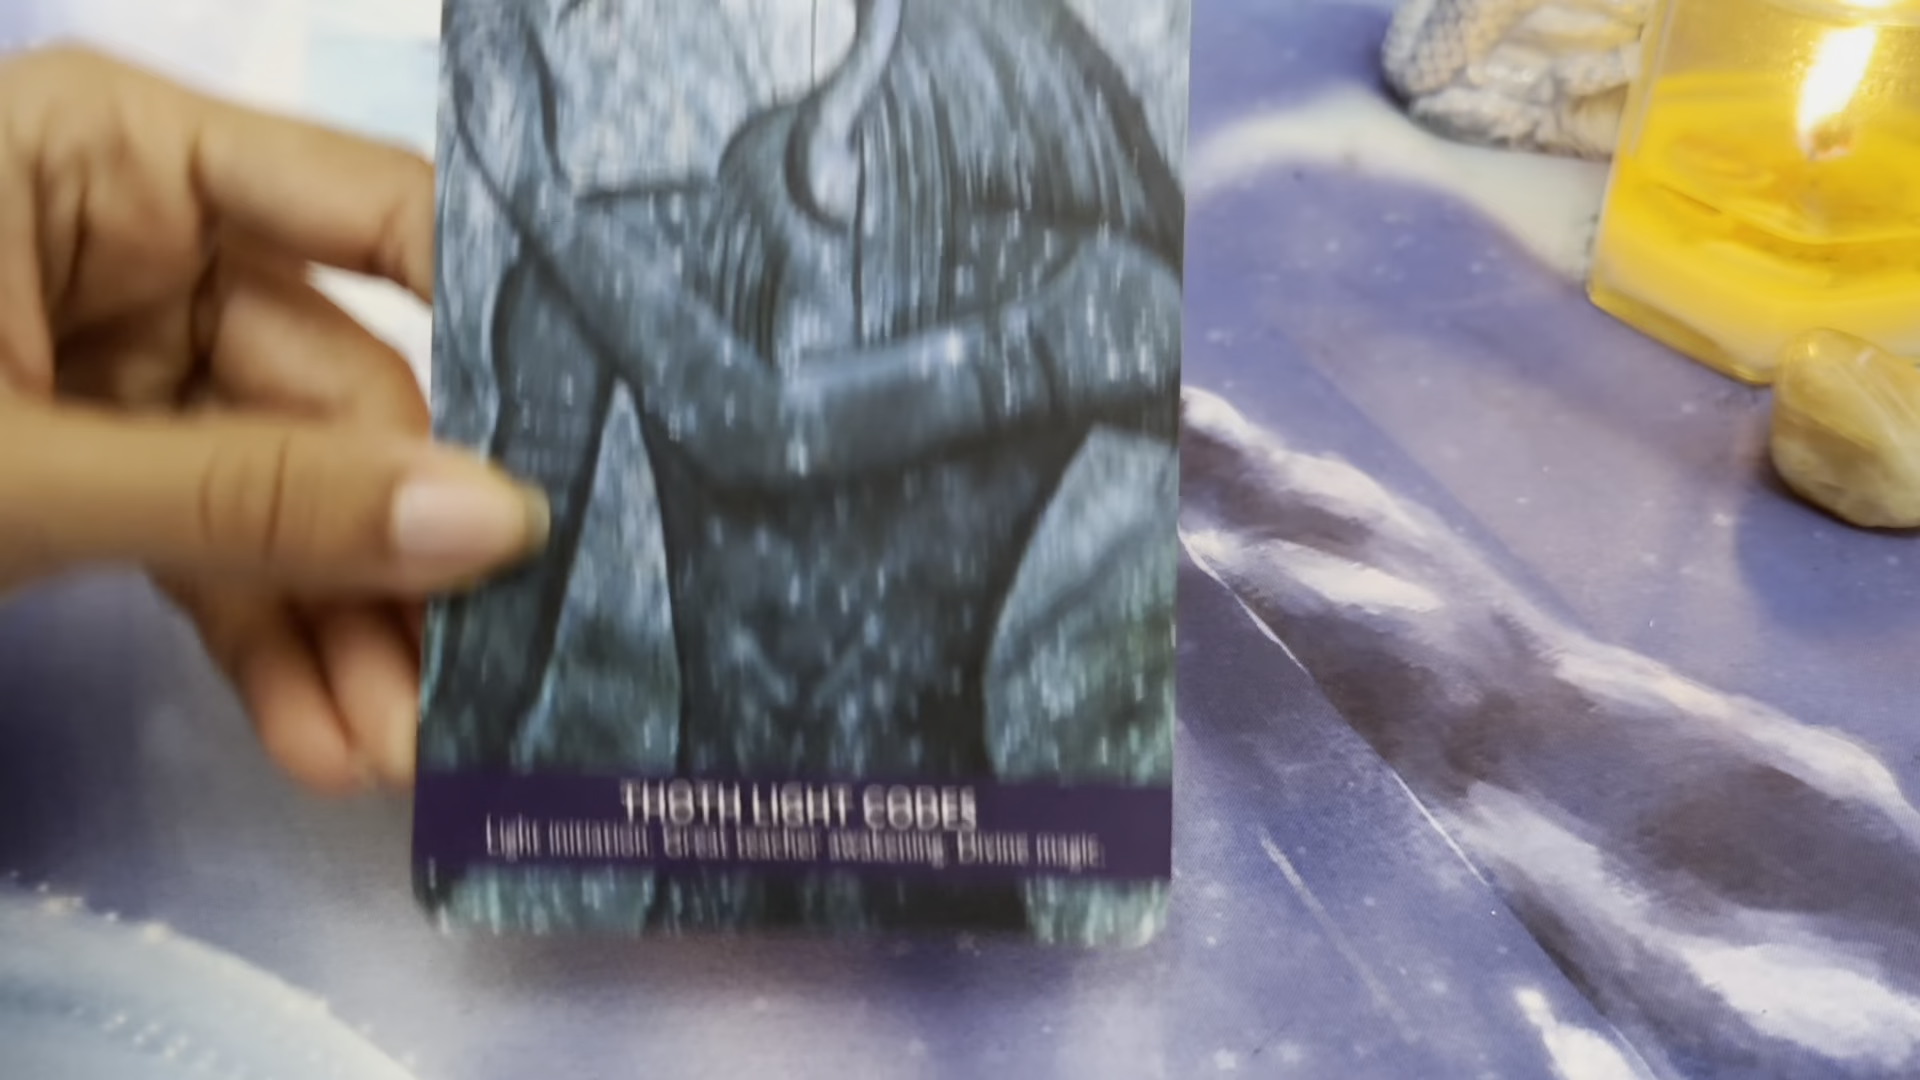 THOTH LIGHT CODES
Light initiation. Great teacher awakening. Divine magic.